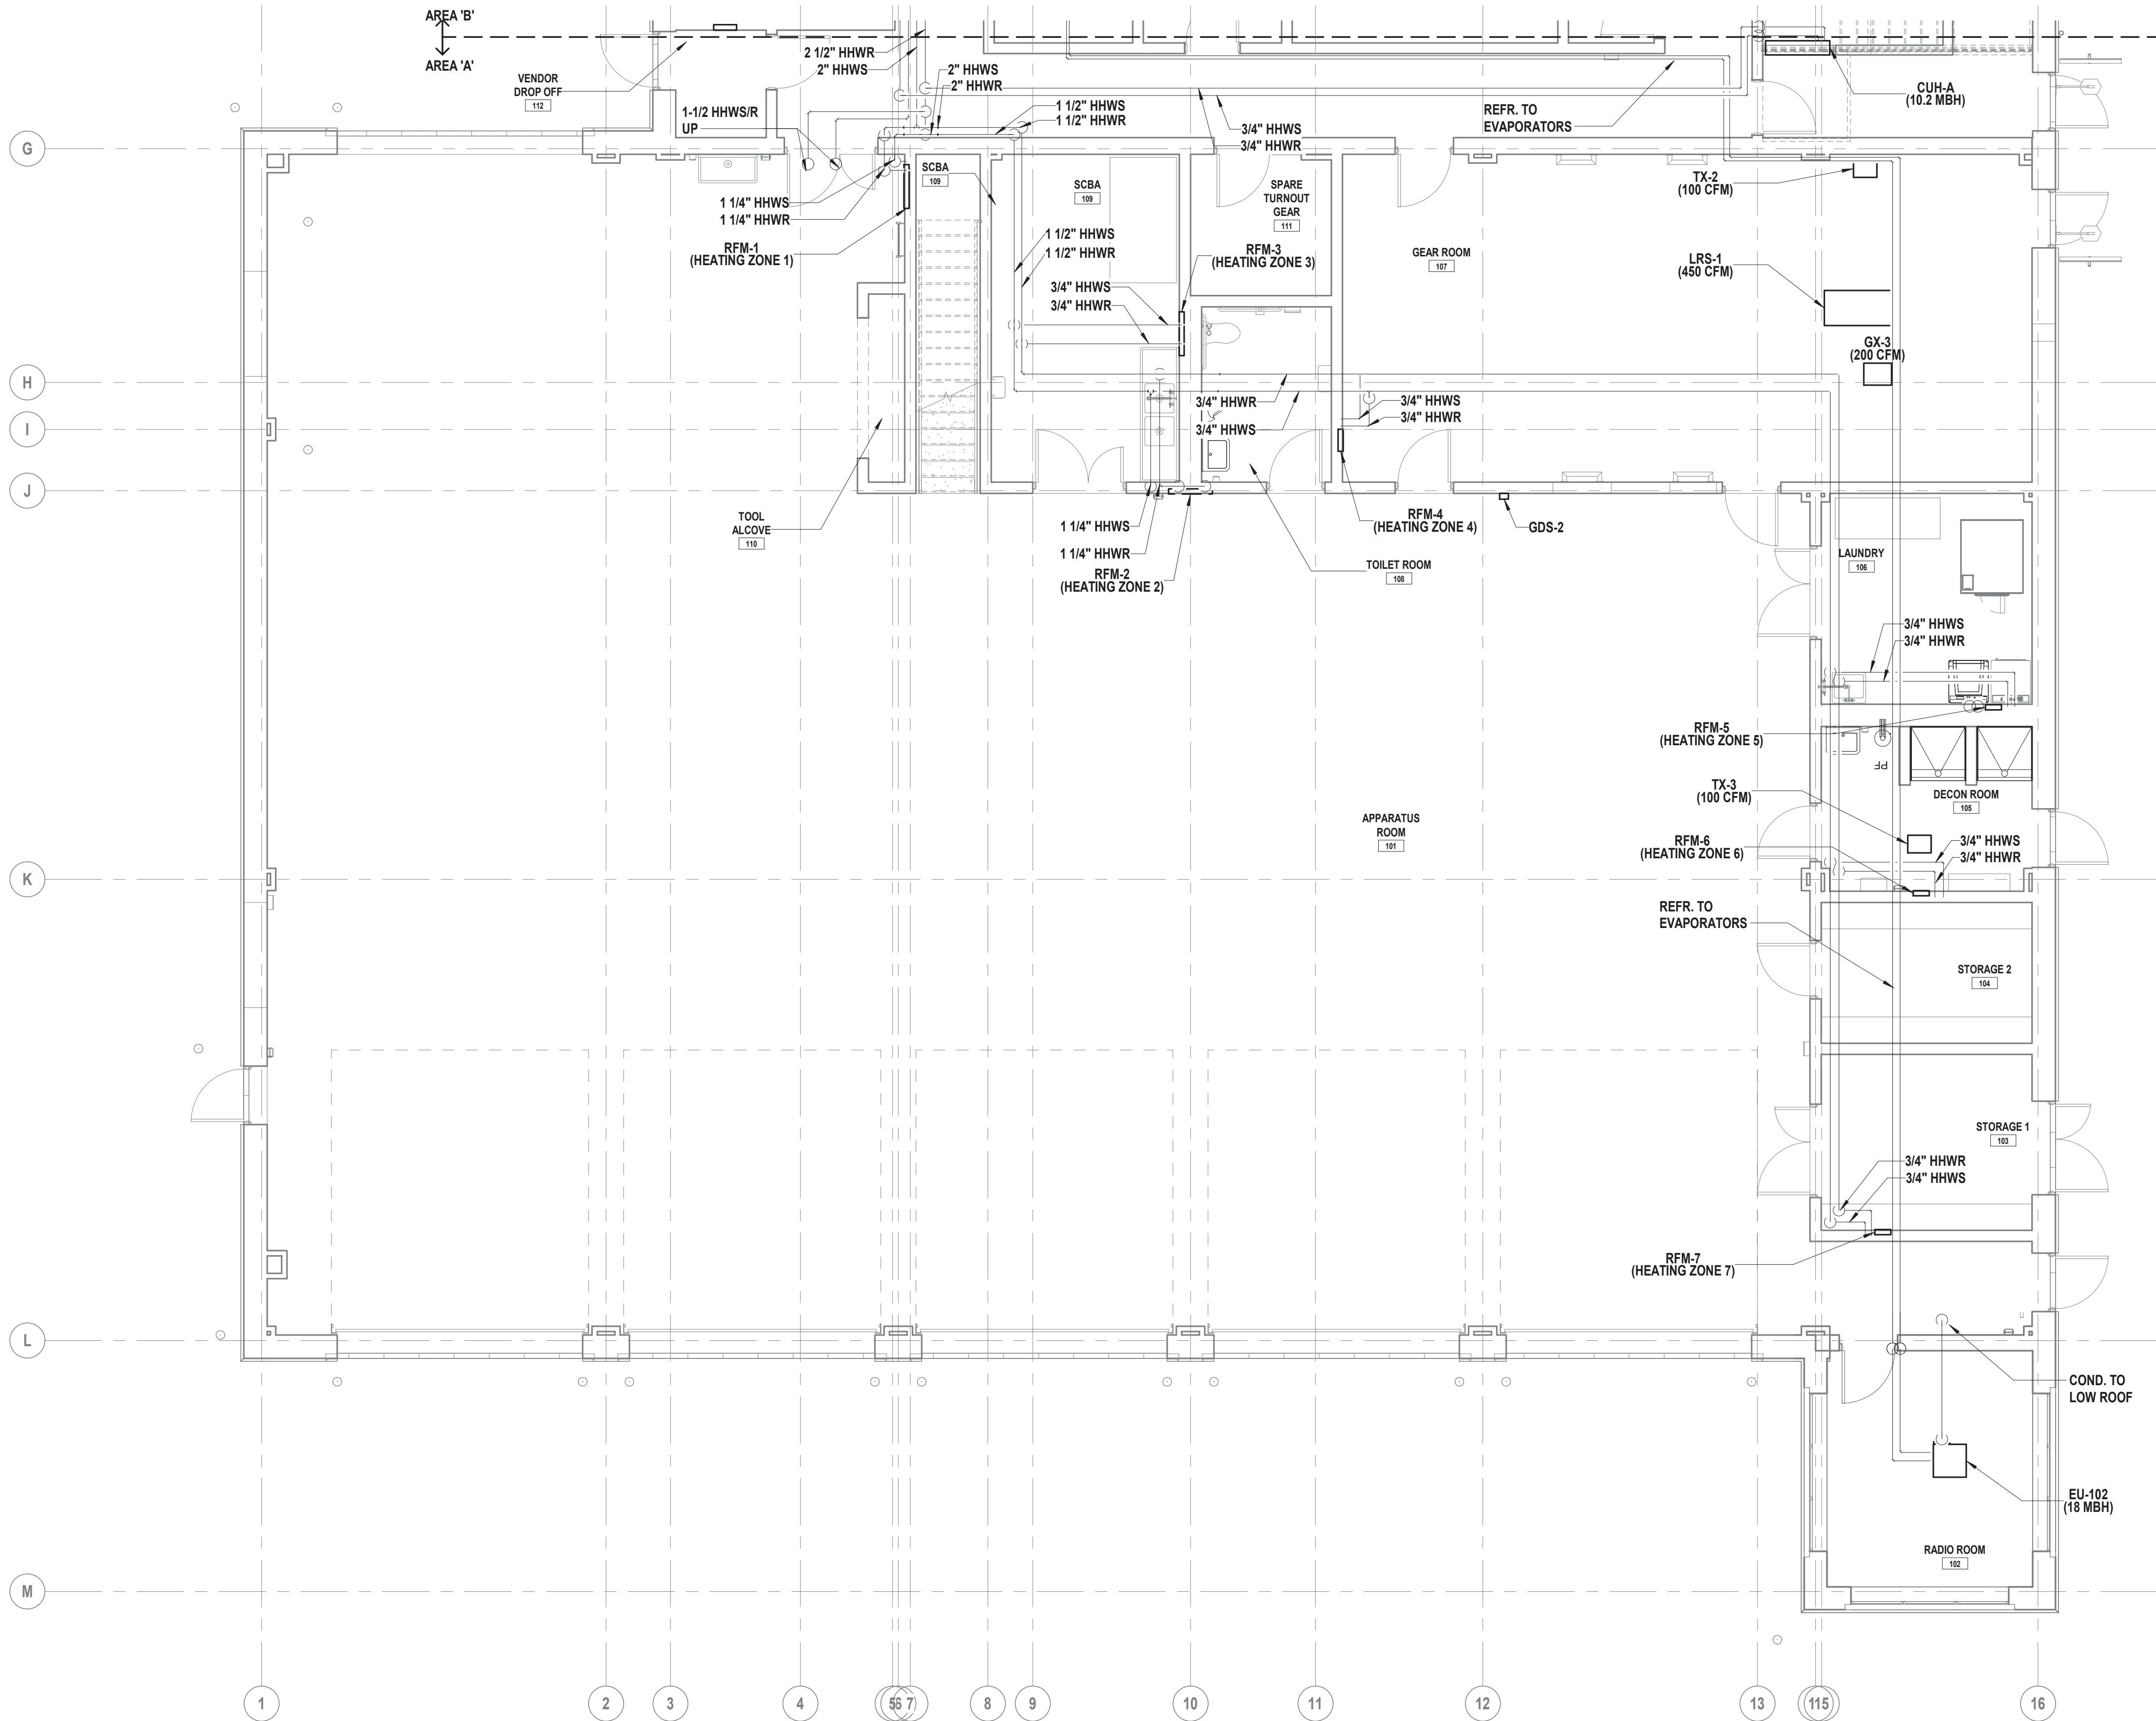 AREA 'B'
AREA 'A'
VENDOR
DROP OFF
112
2 1/2" HHWR
2" HHWS
2" HHWS
2" HHWR
1-1/2 HHWS/R
UP
1 1/2" HHWS
1 1/2" HHWR
3/4" HHWS
3/4" HHWR
REFR. TO
EVAPORATORS
CUH-A
(10.2 MBH)
G
SCBA
109
SCBA
109
SPARE
TURNOUT
GEAR
111
TX-2
(100 CFM)
1 1/4" HHWS
1 1/4" HHWR
RFM-1
(HEATING ZONE 1)
1 1/2" HHWS
1 1/2" HHWR
RFM-3
(HEATING ZONE 3)
GEAR ROOM
107
LRS-1
(450 CFM)
3/4" HHWS
3/4" HHWR
GX-3
(200 CFM)
H
3/4" HHWR
3/4" HHWS
3/4" HHWS
3/4" HHWR
I
J
TOOL
ALCOVE
110
1 1/4" HHWS
1 1/4" HHWR
RFM-2
(HEATING ZONE 2)
RFM-4
(HEATING ZONE 4)
GDS-2
TOILET ROOM
108
LAUNDRY
106
3/4" HHWS
3/4" HHWR
RFM-5
(HEATING ZONE 5)
PF
TX-3
(100 CFM)
DECON ROOM
105
APPARATUS
ROOM
101
RFM-6
(HEATING ZONE 6)
3/4" HHWS
3/4" HHWR
K
REFR. TO
EVAPORATORS
STORAGE 2
104
STORAGE 1
103
3/4" HHWR
3/4" HHWS
RFM-7
(HEATING ZONE 7)
L
COND. TO
LOW ROOF
EU-102
(18 MBH)
RADIO ROOM
102
M
1
2
3
4
5
6
7
8
9
10
11
12
13
15
16